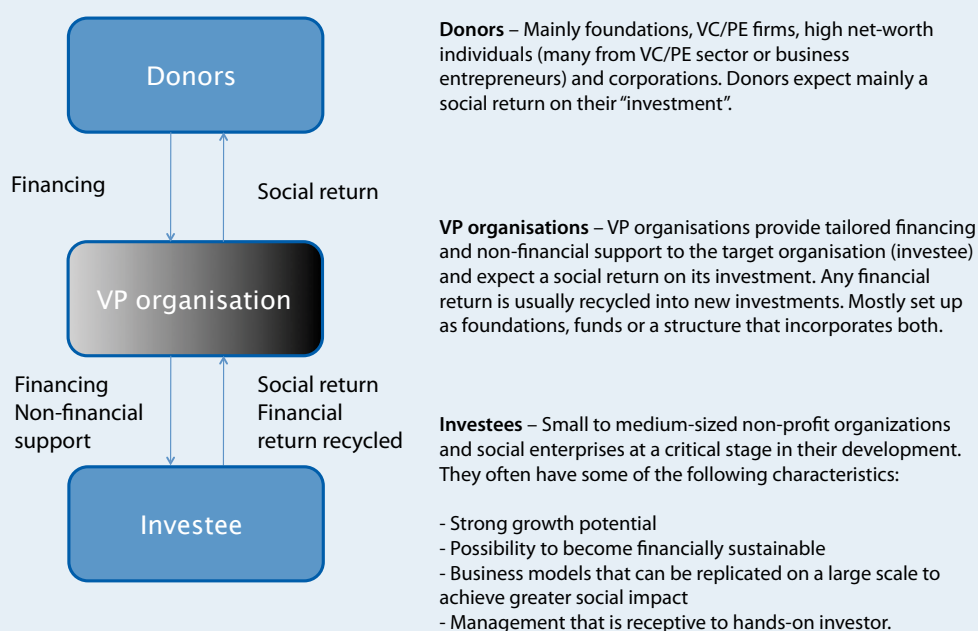 Donors
Financing
Social return
VP organisation
Financing
Non-financial
support
Social return
Financial
return recycled
Investee
Donors – Mainly foundations, VC/PE firms, high net-worth
individuals (many from VC/PE sector or business
entrepreneurs) and corporations. Donors expect mainly a
social return on their “investment”.
VP organisations – VP organisations provide tailored financing
and non-financial support to the target organisation (investee)
and expect a social return on its investment. Any financial
return is usually recycled into new investments. Mostly set up
as foundations, funds or a structure that incorporates both.
Investees – Small to medium-sized non-profit organizations
and social enterprises at a critical stage in their development.
They often have some of the following characteristics:
- Strong growth potential
- Possibility to become financially sustainable
- Business models that can be replicated on a large scale to
achieve greater social impact
- Management that is receptive to hands-on investor.